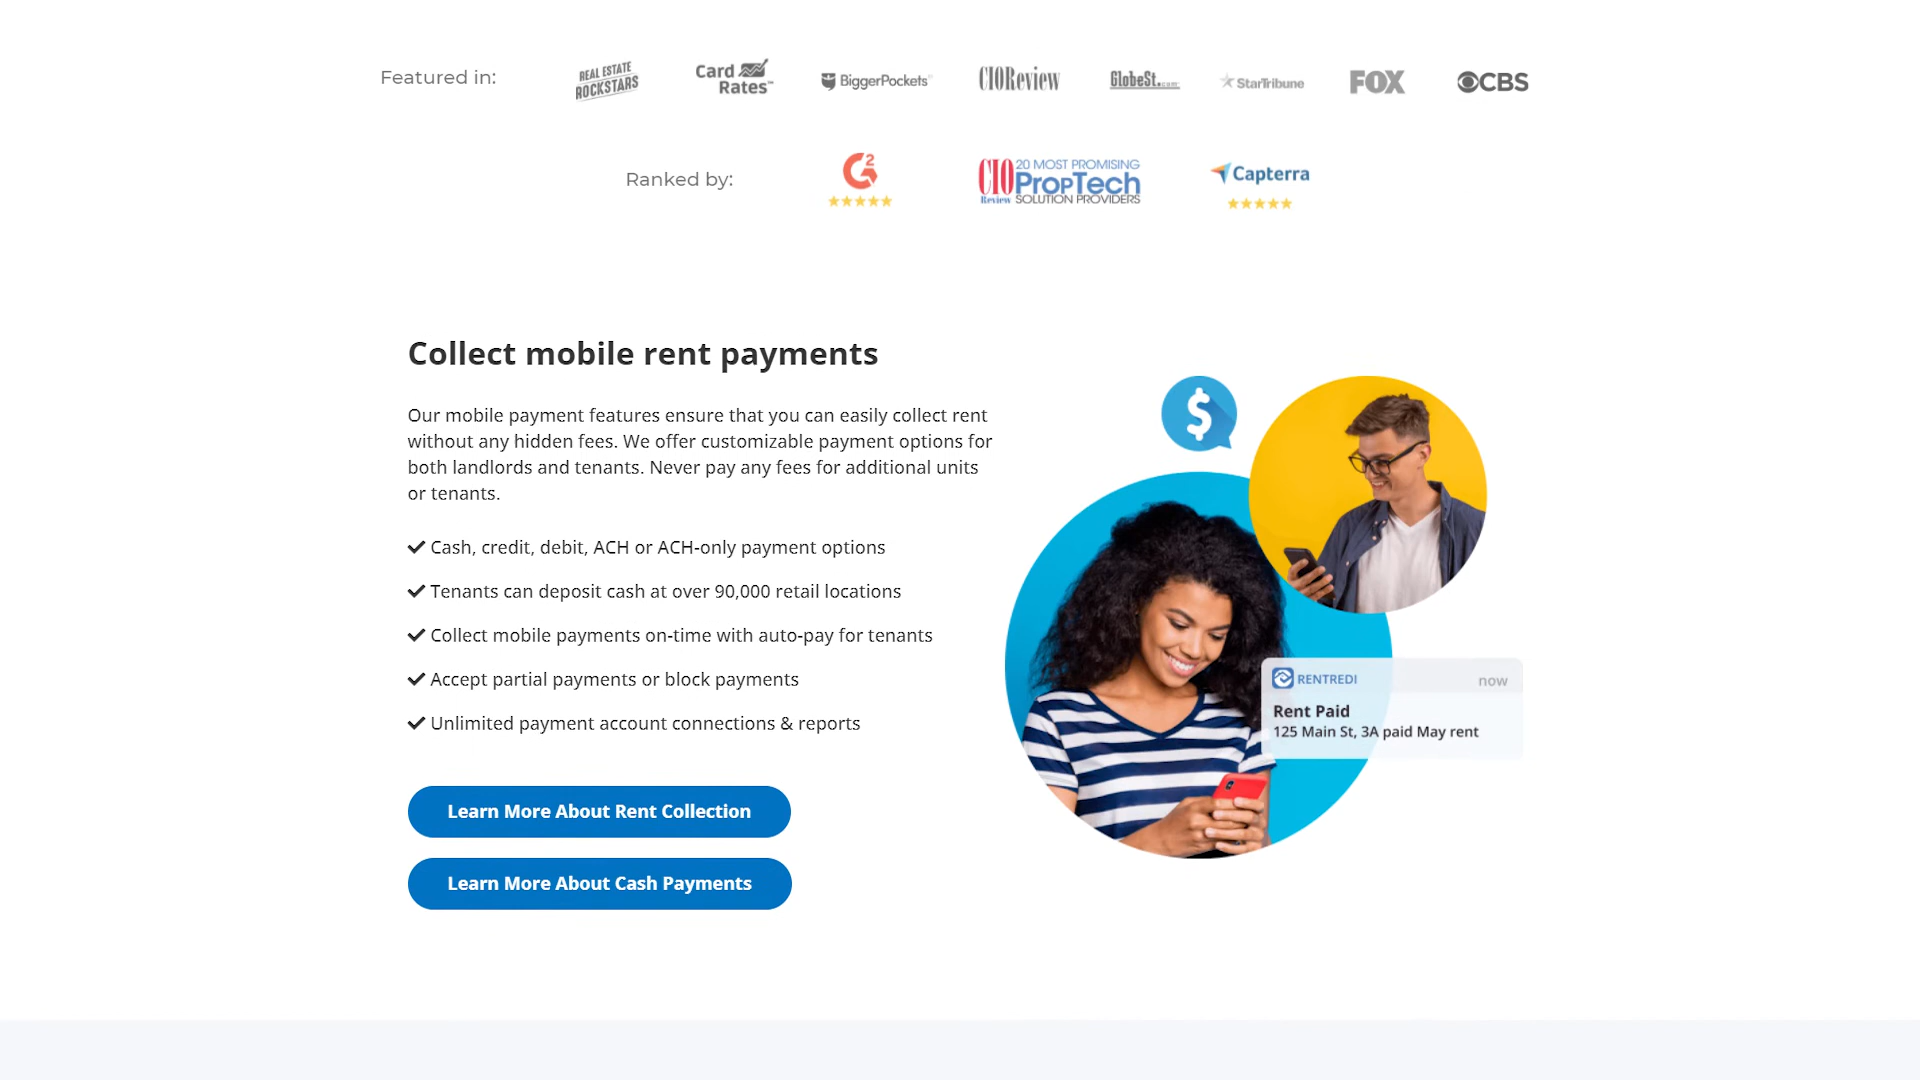 Featured in:
REAL ESTATE
ROCKSTARS
Card
Rates™
BiggerPockets
CIOReview
GlobeSt.com
StarTribune
FOX
CBS
Ranked by:
G2
CIO
Review
20 MOST PROMISING
PROPTECH
SOLUTION PROVIDERS
Capterra
Collect mobile rent payments
Our mobile payment features ensure that you can easily collect rent
without any hidden fees. We offer customizable payment options for
both landlords and tenants. Never pay any fees for additional units
or tenants.
Cash, credit, debit, ACH or ACH-only payment options
Tenants can deposit cash at over 90,000 retail locations
Collect mobile payments on-time with auto-pay for tenants
Accept partial payments or block payments
Unlimited payment account connections & reports
Learn More About Rent Collection
Learn More About Cash Payments
$
RENTREDI
now
Rent Paid
125 Main St, 3A paid May rent